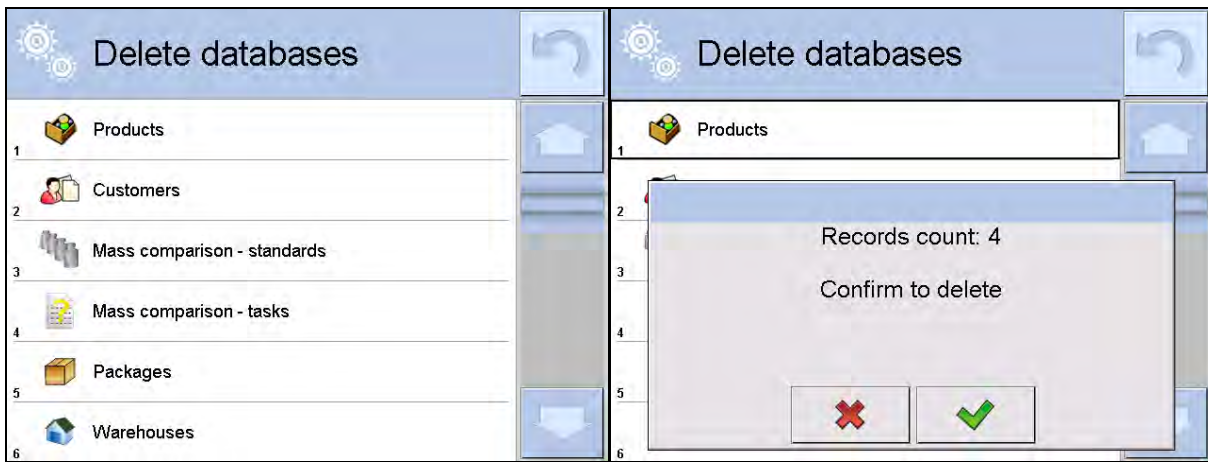 Delete databases
Products
1
Customers
2
Mass comparison - standards
3
Mass comparison - tasks
4
Packages
5
Warehouses
6
Delete databases
Products
1
2
3
4
5
6
Records count: 4
Confirm to delete